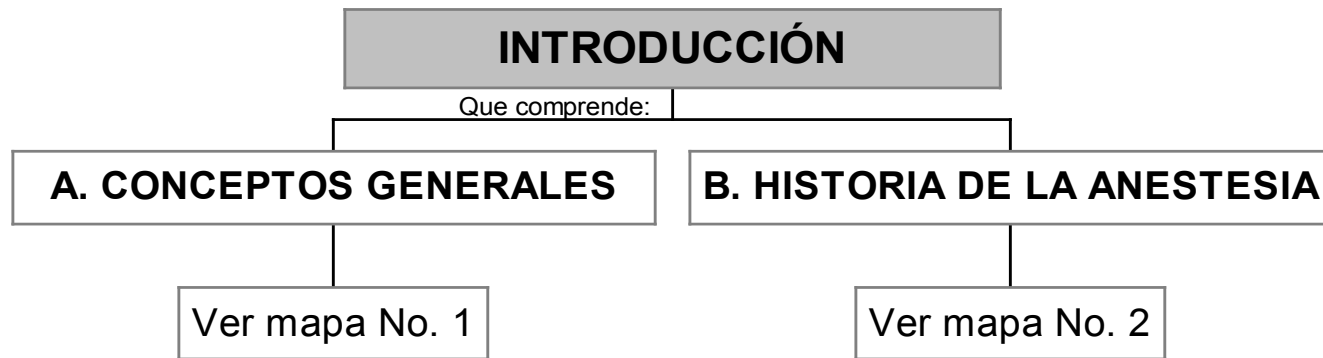 INTRODUCCIÓN
Que comprende:
A. CONCEPTOS GENERALES
B. HISTORIA DE LA ANESTESIA
Ver mapa No. 1
Ver mapa No. 2